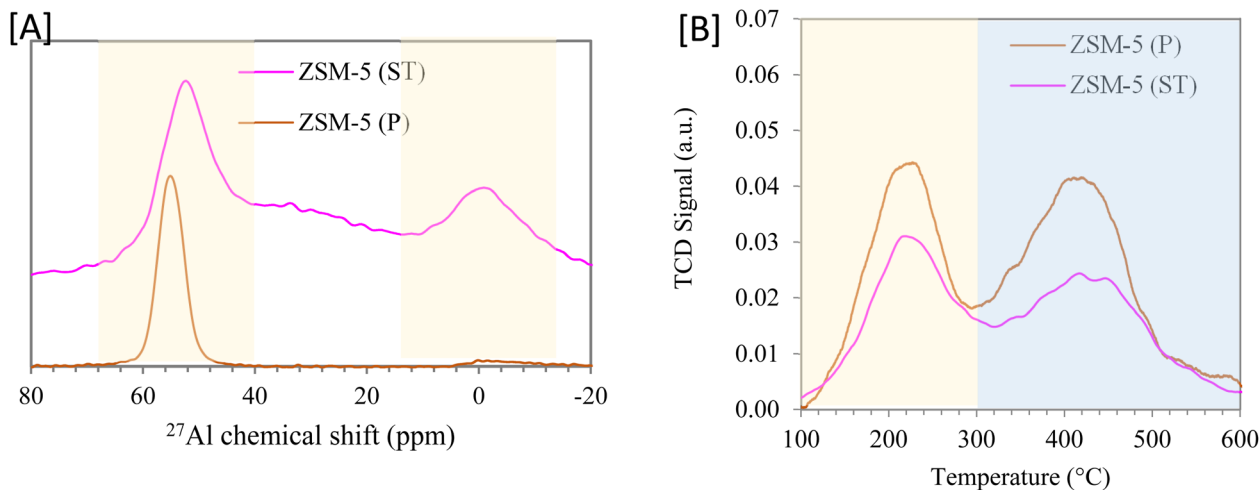 [A]
ZSM-5 (ST)
ZSM-5 (P)
80 60 40 20 0 -20
²⁷Al chemical shift (ppm)
[B]
TCD Signal (a.u.)
0.07
0.06
0.05
0.04
0.03
0.02
0.01
0.00
ZSM-5 (P)
ZSM-5 (ST)
100 200 300 400 500 600
Temperature (°C)